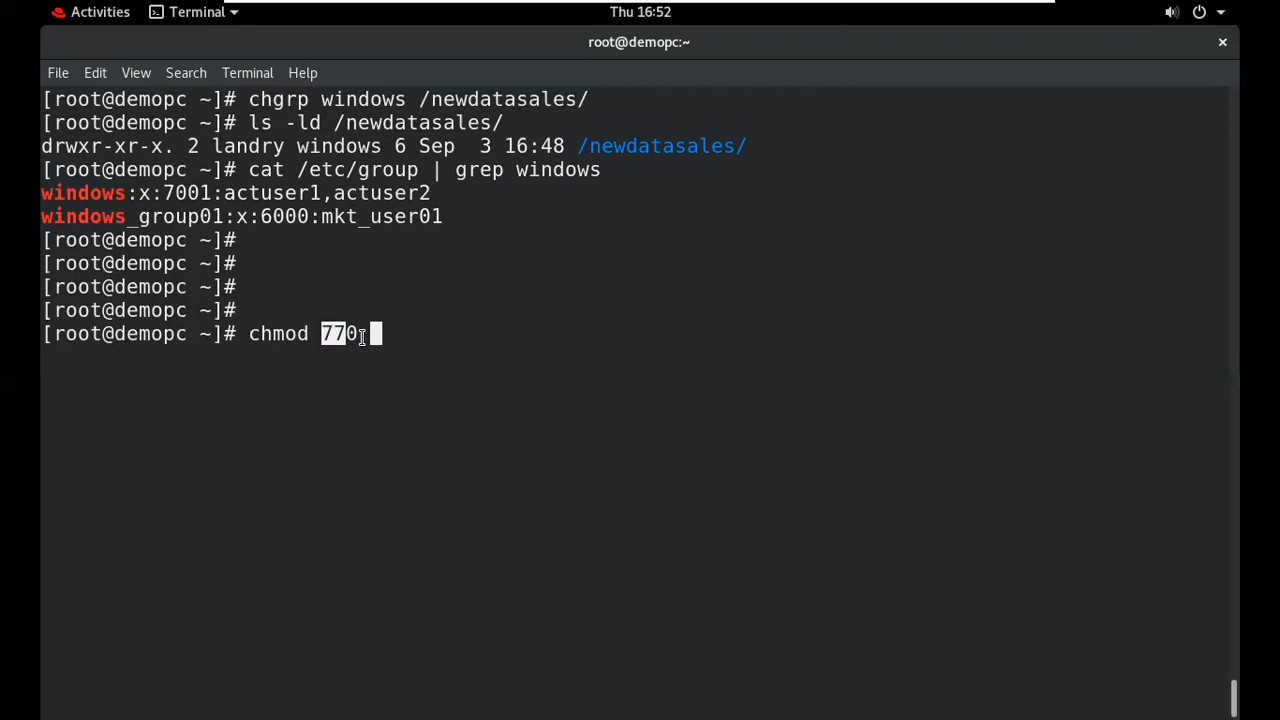 Activities Terminal Thu 16:52
root@demopc:~ ×
File Edit View Search Terminal Help
[root@demopc ~]# chgrp windows /newdatasales/
[root@demopc ~]# ls -ld /newdatasales/
drwxr-xr-x. 2 landry windows 6 Sep  3 16:48 /newdatasales/
[root@demopc ~]# cat /etc/group | grep windows
windows:x:7001:actuser1,actuser2
windows_group01:x:6000:mkt_user01
[root@demopc ~]#
[root@demopc ~]#
[root@demopc ~]#
[root@demopc ~]#
[root@demopc ~]# chmod 770